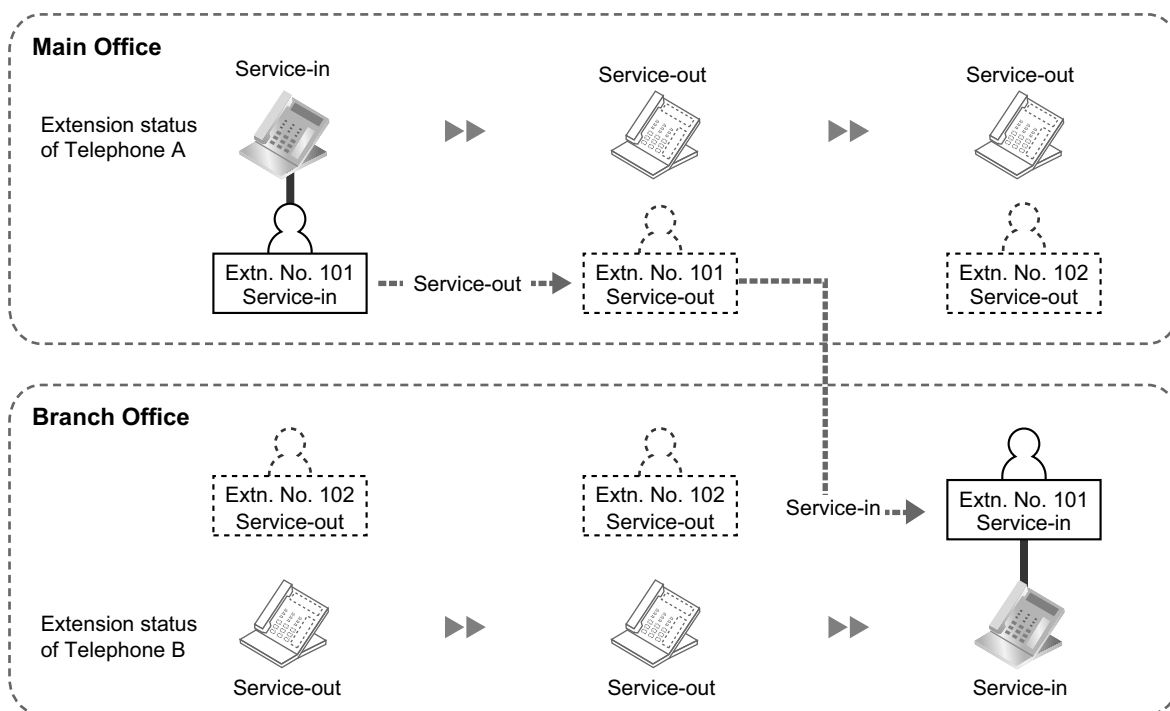 Main Office
Service-in
Service-out
Service-out
Extension status
of Telephone A
Extn. No. 101
Service-in
Service-out
Extn. No. 101
Service-out
Extn. No. 102
Service-out
Branch Office
Extn. No. 102
Service-out
Extn. No. 102
Service-out
Service-in
Extn. No. 101
Service-in
Extension status
of Telephone B
Service-out
Service-out
Service-in